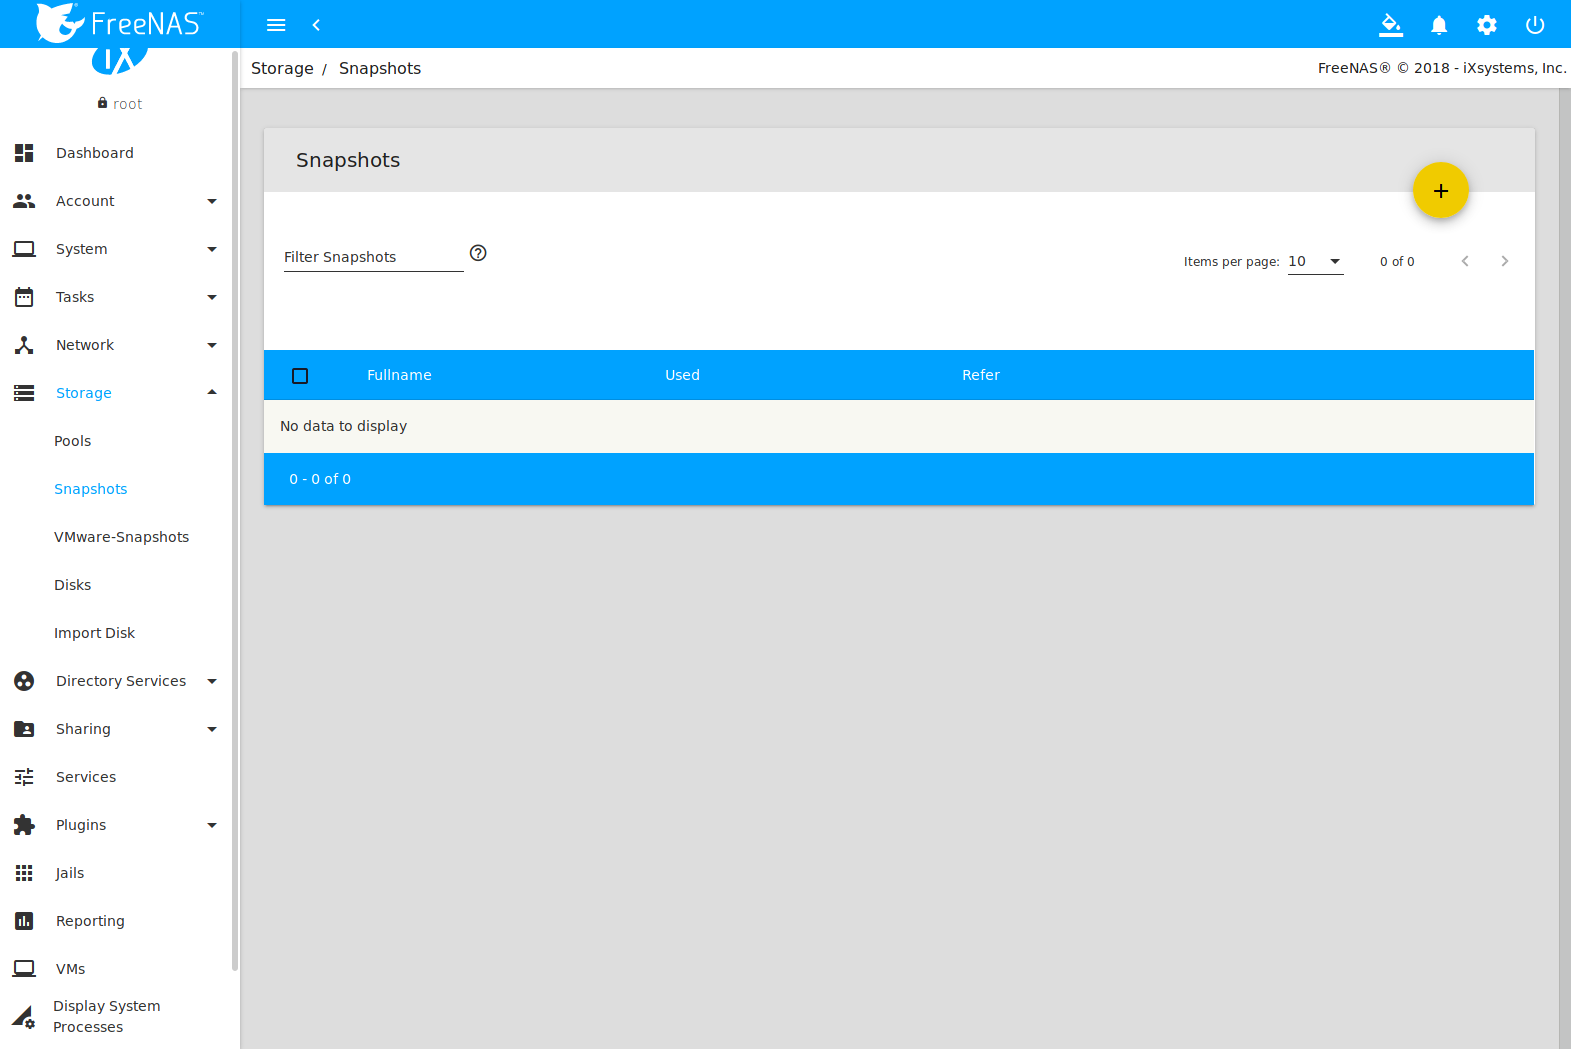 FreeNAS™
iX
root
Dashboard
Account
System
Tasks
Network
Storage
Pools
Snapshots
VMware-Snapshots
Disks
Import Disk
Directory Services
Sharing
Services
Plugins
Jails
Reporting
VMs
Display System
Processes
Storage / Snapshots
FreeNAS® © 2018 - iXsystems, Inc.
Snapshots
+
Filter Snapshots ?
Items per page: 10 0 of 0
Fullname Used Refer
No data to display
0 - 0 of 0